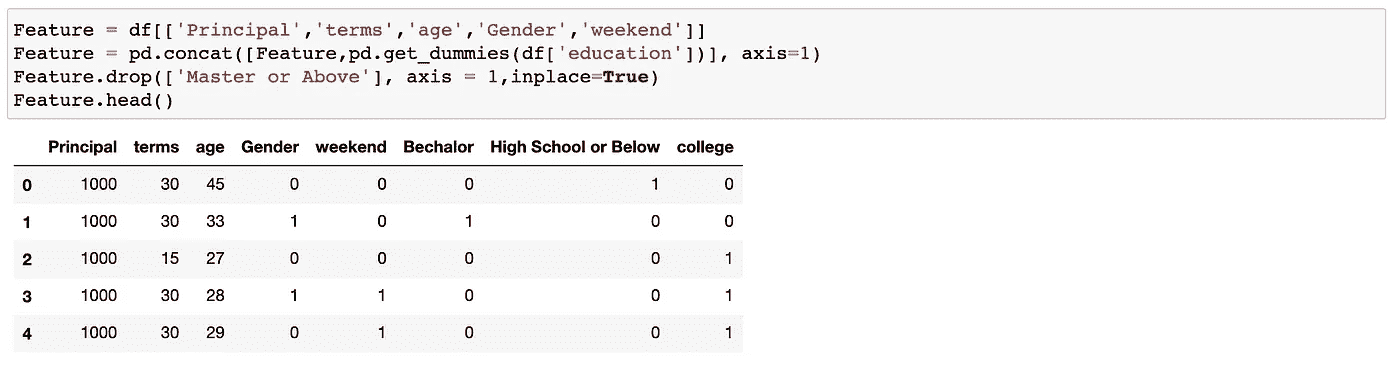 Feature = df[['Principal','terms','age','Gender','weekend']]
Feature = pd.concat([Feature,pd.get_dummies(df['education'])], axis=1)
Feature.drop(['Master or Above'], axis = 1,inplace=True)
Feature.head()
Principal terms age Gender weekend Bechalor High School or Below college
0 1000 30 45 0 0 0 1 0
1 1000 30 33 1 0 1 0 0
2 1000 15 27 0 0 0 0 1
3 1000 30 28 1 1 0 0 1
4 1000 30 29 0 1 0 0 1